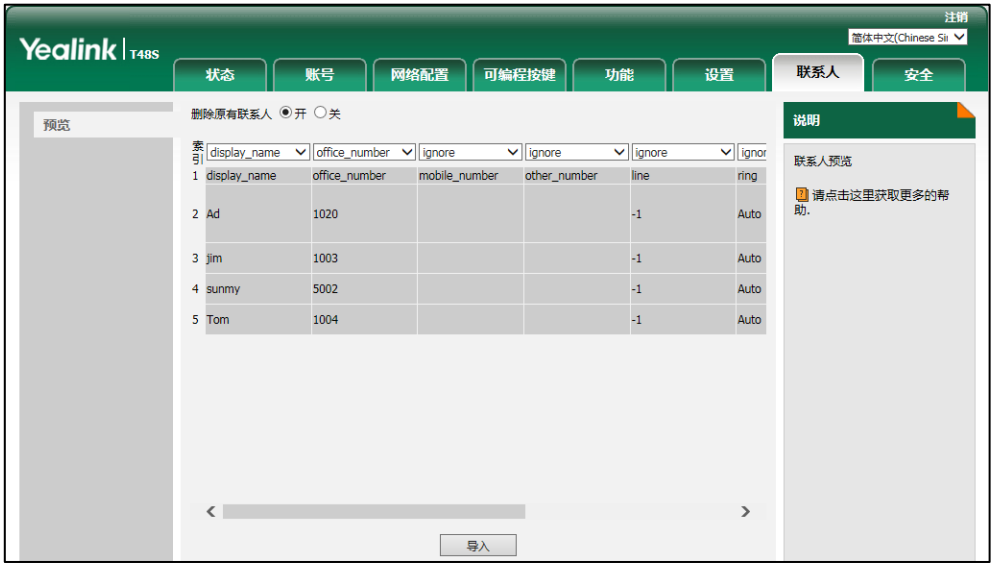 注销
Yealink T48S
简体中文(Chinese Sir
状态 账号 网络配置 可编程按键 功能 设置 联系人 安全
预览
删除原有联系人 开 关
索引 display_name office_number ignore ignore ignore ignor
1 display_name office_number mobile_number other_number line ring
2 Ad 1020 -1 Auto
3 jim 1003 -1 Auto
4 sunmy 5002 -1 Auto
5 Tom 1004 -1 Auto
导入
说明
联系人预览
? 请点击这里获取更多的帮
助.